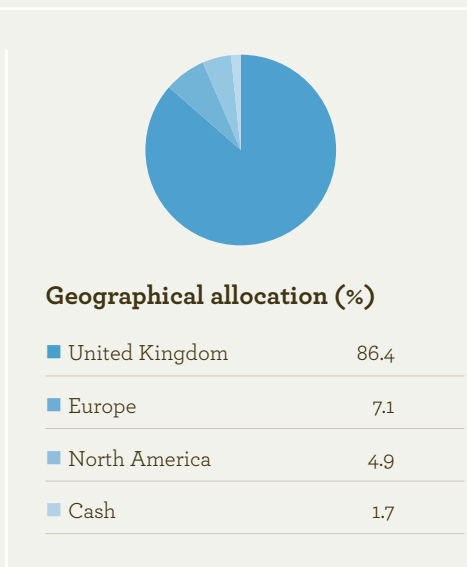 Geographical allocation (%)
United Kingdom 86.4
Europe 7.1
North America 4.9
Cash 1.7